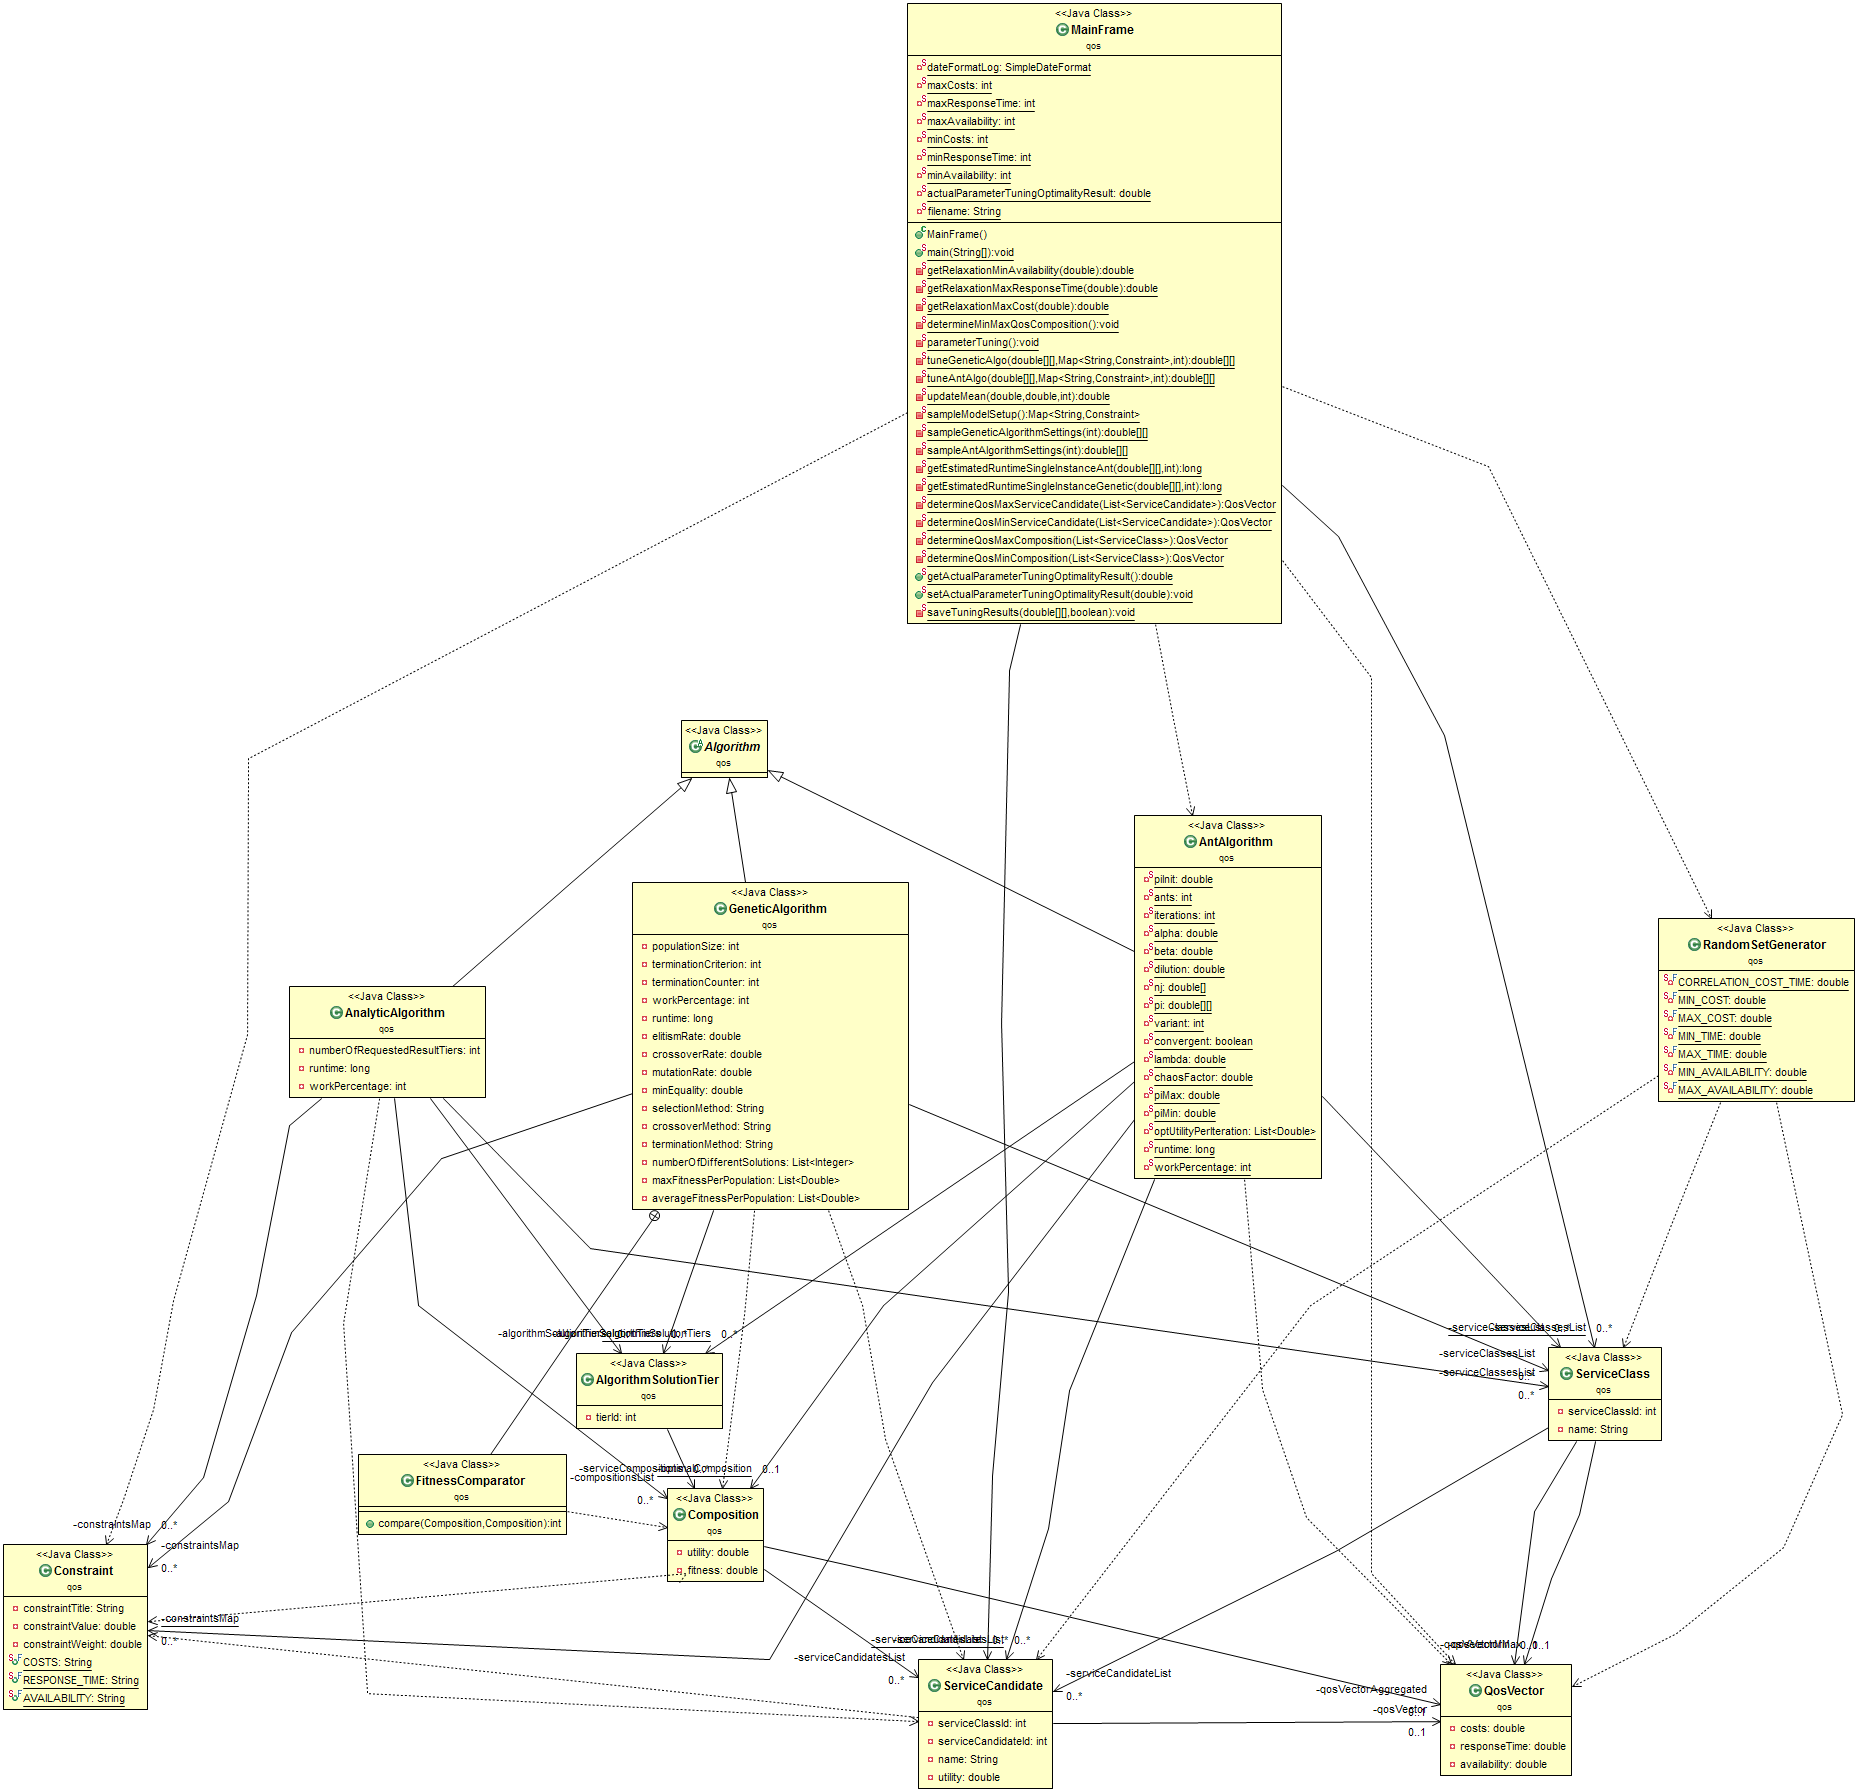 <<Java Class>>
MainFrame
qos
dateFormatLog: SimpleDateFormat
maxCosts: int
maxResponseTime: int
maxAvailability: int
minCosts: int
minResponseTime: int
minAvailability: int
actualParameterTuningOptimalityResult: double
filename: String
MainFrame()
main(String[]):void
getRelaxationMinAvailability(double):double
getRelaxationMaxResponseTime(double):double
getRelaxationMaxCost(double):double
determineMinMaxQosComposition():void
parameterTuning():void
tuneGeneticAlgo(double[][],Map<String,Constraint>,int):double[][]
tuneAntAlgo(double[][],Map<String,Constraint>,int):double[][]
updateMean(double,double,int):double
sampleModelSetup():Map<String,Constraint>
sampleGeneticAlgorithmSettings(int):double[][]
sampleAntAlgorithmSettings(int):double[][]
getEstimatedRuntimeSingleInstanceAnt(double[][],int):long
getEstimatedRuntimeSingleInstanceGenetic(double[][],int):long
determineQosMaxServiceCandidate(List<ServiceCandidate>):QosVector
determineQosMinServiceCandidate(List<ServiceCandidate>):QosVector
determineQosMaxComposition(List<ServiceClass>):QosVector
determineQosMinComposition(List<ServiceClass>):QosVector
getActualParameterTuningOptimalityResult():double
setActualParameterTuningOptimalityResult(double):void
saveTuningResults(double[][],boolean):void
<<Java Class>>
Algorithm
qos
<<Java Class>>
AntAlgorithm
qos
piInit: double
ants: int
iterations: int
alpha: double
beta: double
dilution: double
nj: double[]
pi: double[][]
variant: int
convergent: boolean
lambda: double
chaosFactor: double
piMax: double
piMin: double
optUtilityPerIteration: List<Double>
runtime: long
workPercentage: int
<<Java Class>>
GeneticAlgorithm
qos
populationSize: int
terminationCriterion: int
terminationCounter: int
workPercentage: int
runtime: long
elitismRate: double
crossoverRate: double
mutationRate: double
minEquality: double
selectionMethod: String
crossoverMethod: String
terminationMethod: String
numberOfDifferentSolutions: List<Integer>
maxFitnessPerPopulation: List<Double>
averageFitnessPerPopulation: List<Double>
<<Java Class>>
RandomSetGenerator
qos
CORRELATION_COST_TIME: double
MIN_COST: double
MAX_COST: double
MIN_TIME: double
MAX_TIME: double
MIN_AVAILABILITY: double
MAX_AVAILABILITY: double
<<Java Class>>
AnalyticAlgorithm
qos
numberOfRequestedResultTiers: int
runtime: long
workPercentage: int
0..*
0..*
-serviceClassesList
-serviceClassesList
0..*
<<Java Class>>
AlgorithmSolutionTier
qos
tierId: int
<<Java Class>>
ServiceClass
qos
serviceClassId: int
name: String
<<Java Class>>
FitnessComparator
qos
compare(Composition,Composition):int
0..1
-compositionsList
0..*
<<Java Class>>
Composition
qos
utility: double
fitness: double
-constraintsMap
0..*
-constraintsMap
0..*
<<Java Class>>
Constraint
qos
constraintTitle: String
constraintValue: double
constraintWeight: double
COSTS: String
RESPONSE_TIME: String
AVAILABILITY: String
-constraintsMap
0..*
0..*
-serviceCandidatesList
0..*
<<Java Class>>
ServiceCandidate
qos
serviceClassId: int
serviceCandidateId: int
name: String
utility: double
-serviceCandidateList
0..*
-qosVectorAggregated
-qosVector
0..1
<<Java Class>>
QosVector
qos
costs: double
responseTime: double
availability: double